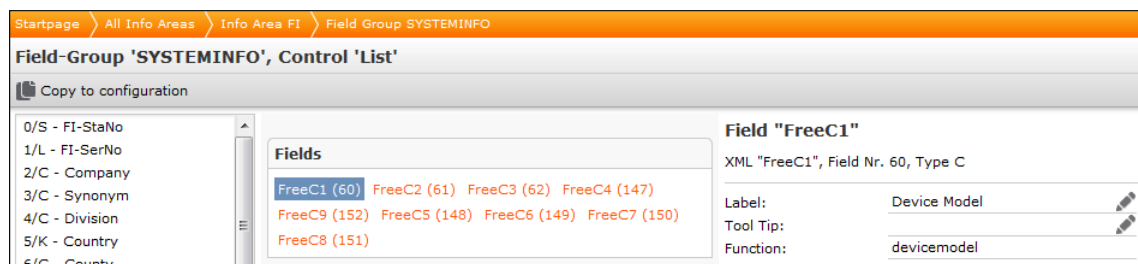 Startpage › All Info Areas › Info Area FI › Field Group SYSTEMINFO
Field-Group 'SYSTEMINFO', Control 'List'
Copy to configuration
0/S - FI-StaNo
1/L - FI-SerNo
2/C - Company
3/C - Synonym
4/C - Division
5/K - Country
6/C - County
Fields
FreeC1 (60) FreeC2 (61) FreeC3 (62) FreeC4 (147)
FreeC9 (152) FreeC5 (148) FreeC6 (149) FreeC7 (150)
FreeC8 (151)
Field "FreeC1"
XML "FreeC1", Field Nr. 60, Type C
Label: Device Model
Tool Tip:
Function: devicemodel